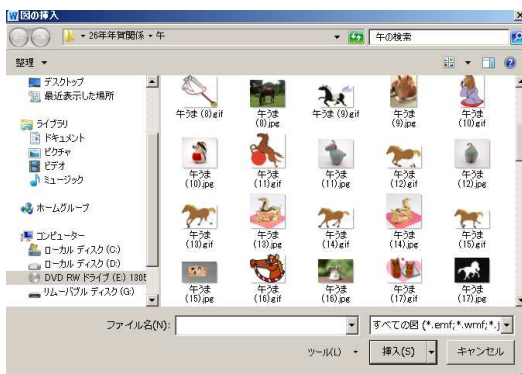 図の挿入
26年年賀関係 午
午の検索
整理
デスクトップ
最近表示した場所
ライブラリ
ドキュメント
ピクチャ
ビデオ
ミュージック
ホームグループ
コンピューター
ローカル ディスク (C:)
ローカル ディスク (D:)
DVD RW ドライブ (E:) 1305
リムーバブル ディスク (G:)
午うま (8).gif
午うま (8).jpg
午うま (9).gif
午うま (9).jpg
午うま (10).gif
午うま (10).jpg
午うま (11).gif
午うま (11).jpg
午うま (12).gif
午うま (12).jpg
午うま (13).gif
午うま (13).jpg
午うま (14).gif
午うま (14).jpg
午うま (15).gif
午うま (15).jpg
午うま (16).gif
午うま (16).jpg
午うま (17).gif
午うま (17).jpg
ファイル名(N):
すべての図 (*.emf;*.wmf;*.j
ツール(L)
挿入(S)
キャンセル